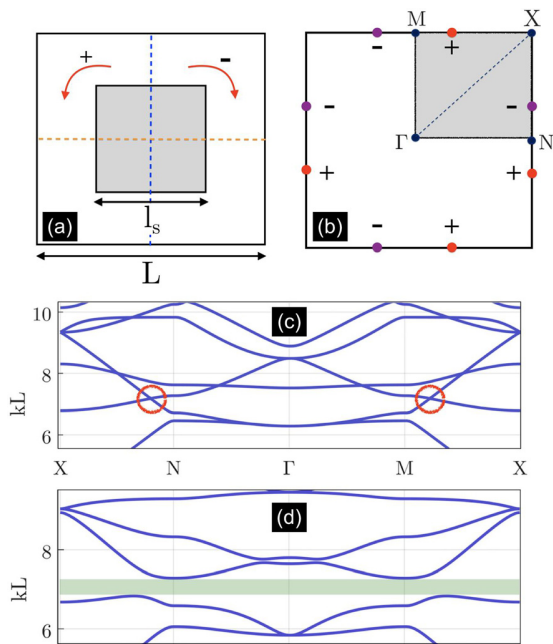 + -
(a)
l_s
L
M X
- +
- Γ - N
+ +
(b) - +
(c)
10
8
6
kL
X N Γ M X
(d)
8
6
kL